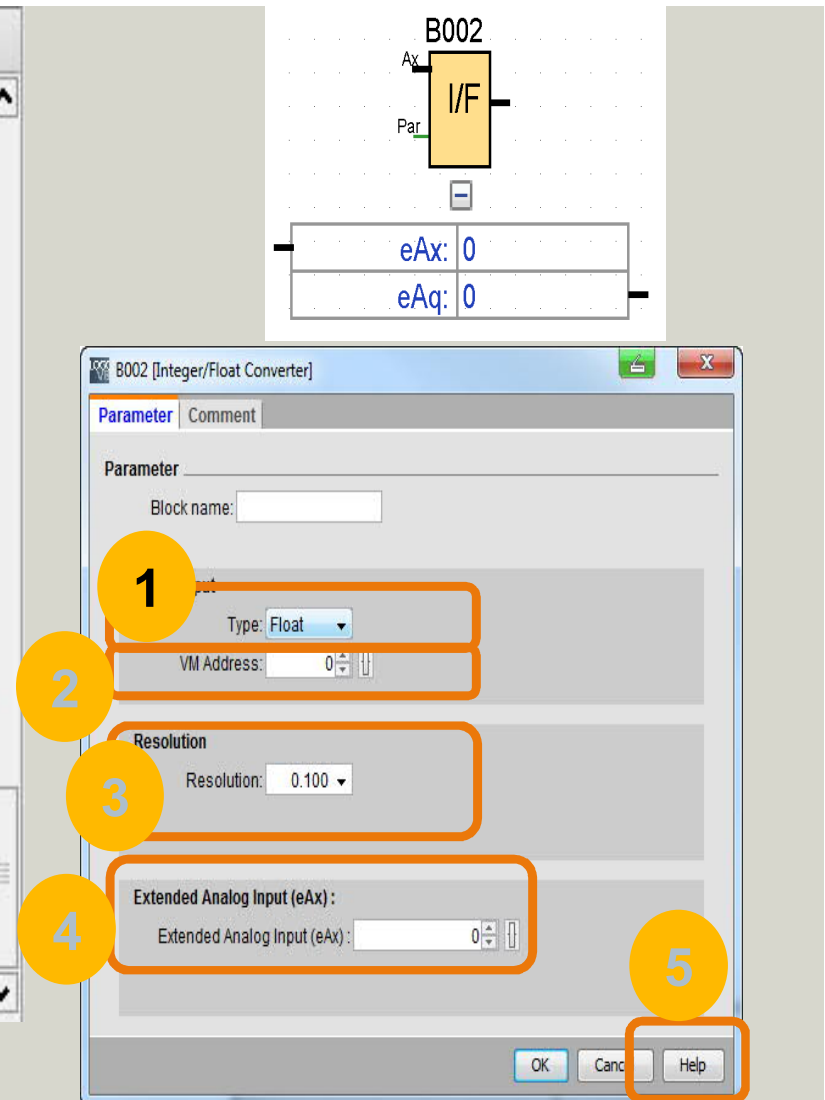 B002
Ax
I/F
Par
eAx: 0
eAq: 0
B002 [Integer/Float Converter]
Parameter Comment
Parameter
Block name:
1
Type: Float
2
VM Address: 0
Resolution
3
Resolution: 0.100
Extended Analog Input (eAx) :
4
Extended Analog Input (eAx) : 0
5
OK Canc Help